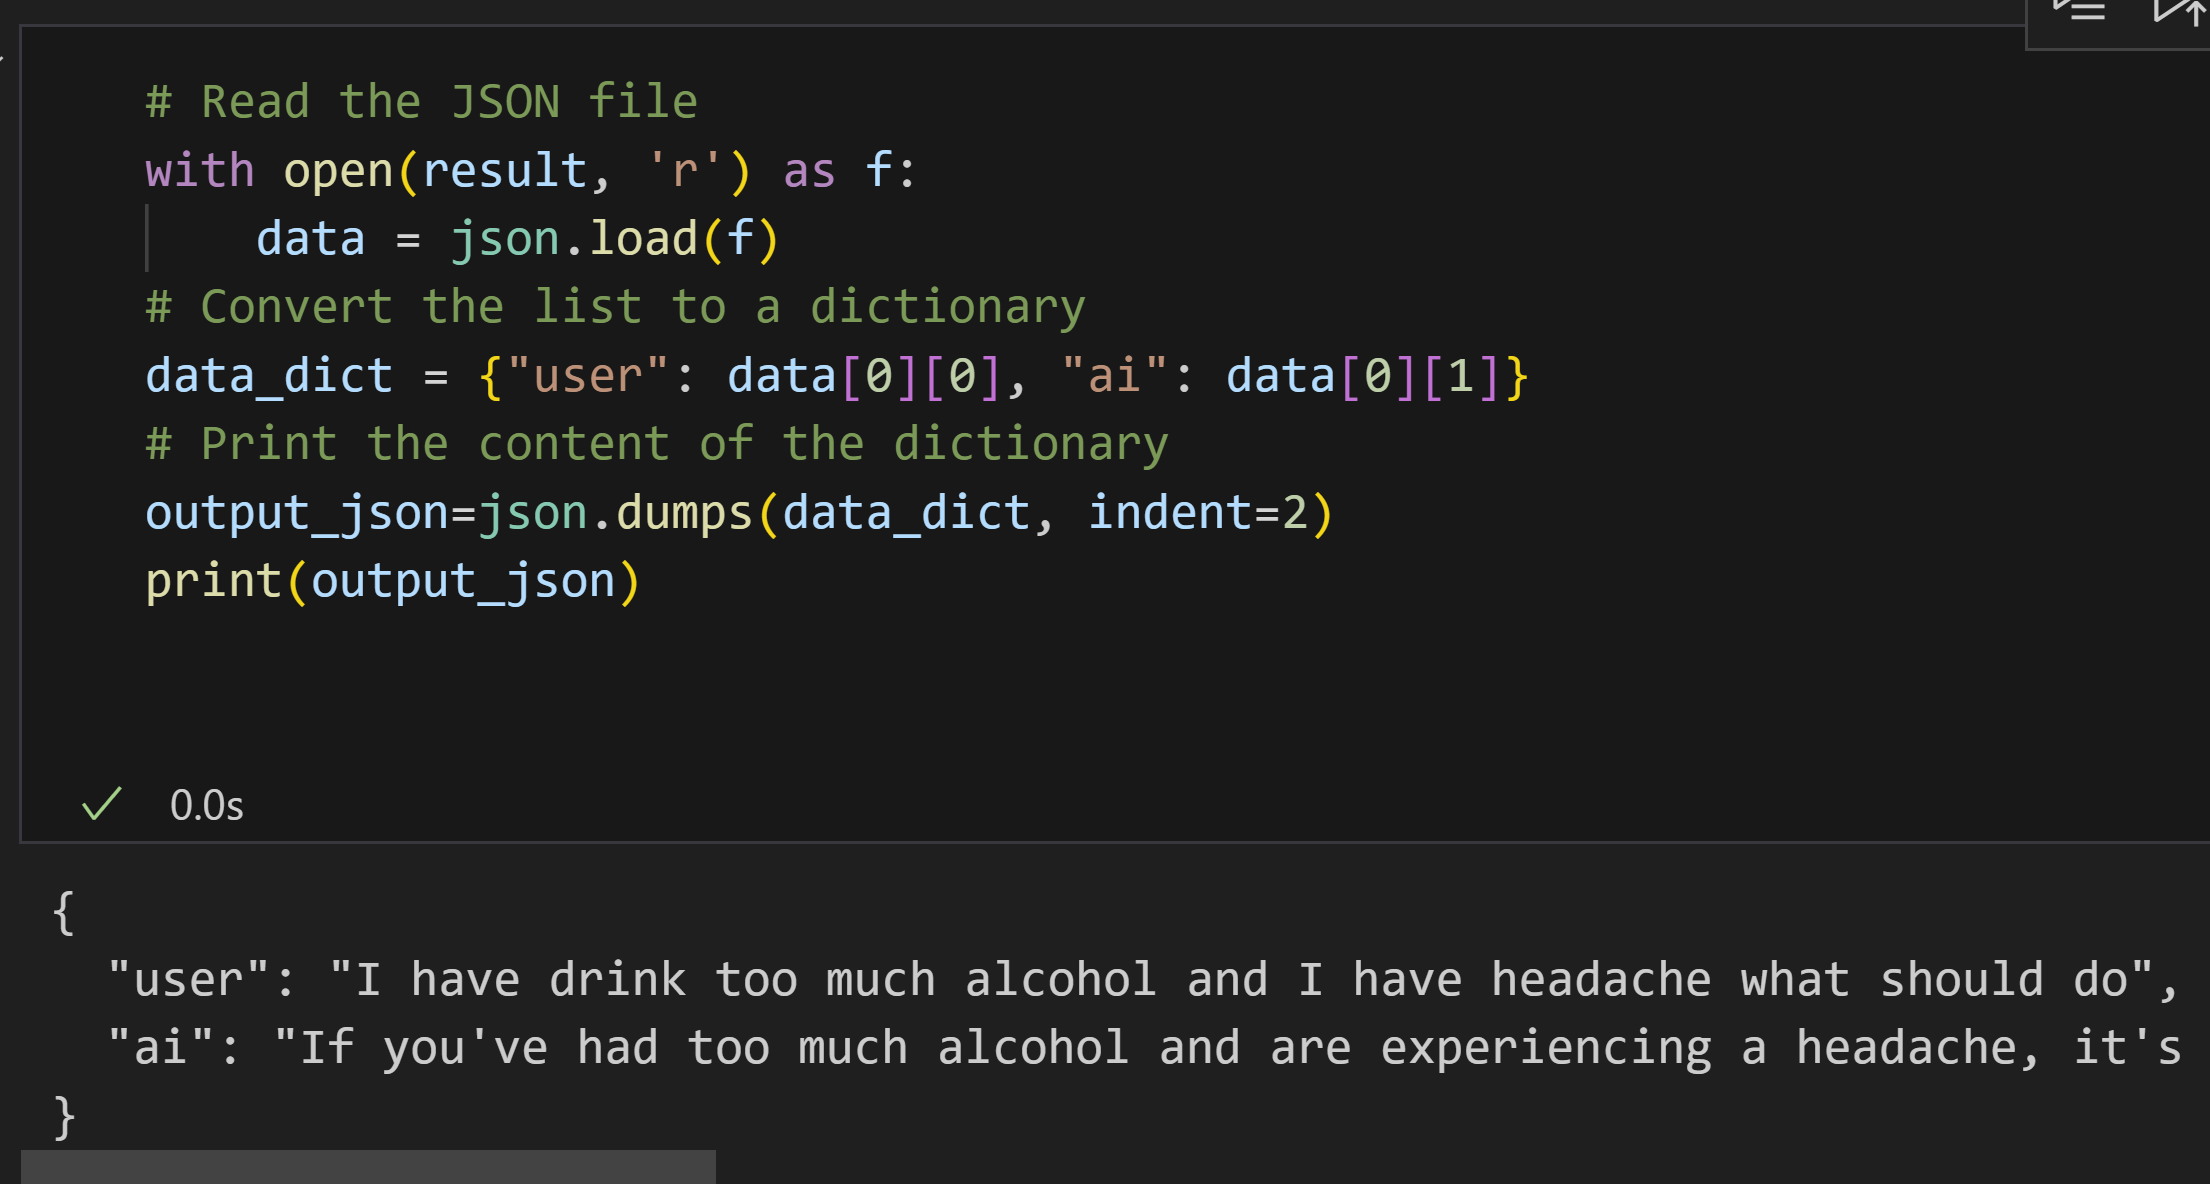 # Read the JSON file
with open(result, 'r') as f:
    data = json.load(f)
# Convert the list to a dictionary
data_dict = {"user": data[0][0], "ai": data[0][1]}
# Print the content of the dictionary
output_json=json.dumps(data_dict, indent=2)
print(output_json)
0.0s
{
  "user": "I have drink too much alcohol and I have headache what should do",
  "ai": "If you've had too much alcohol and are experiencing a headache, it's
}